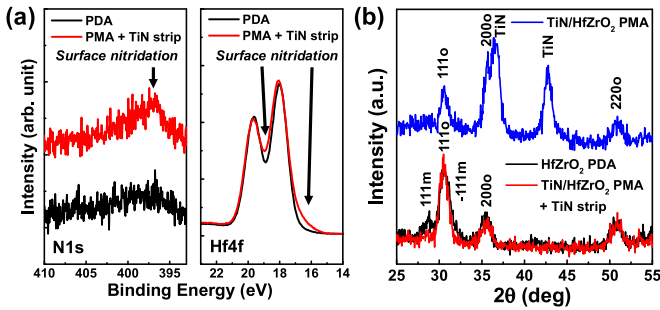 (a)
PDA
PMA + TiN strip
Surface nitridation
N1s
410 405 400 395
PDA
PMA + TiN strip
Surface nitridation
Hf4f
22 20 18 16 14
Intensity (arb. unit)
Binding Energy (eV)
(b)
TiN/HfZrO2 PMA
111o
200o
TiN
TiN
220o
HfZrO2 PDA
TiN/HfZrO2 PMA
+ TiN strip
111m
111o
-111m
200o
25 30 35 40 45 50 55
Intensity (a.u.)
2θ (deg)